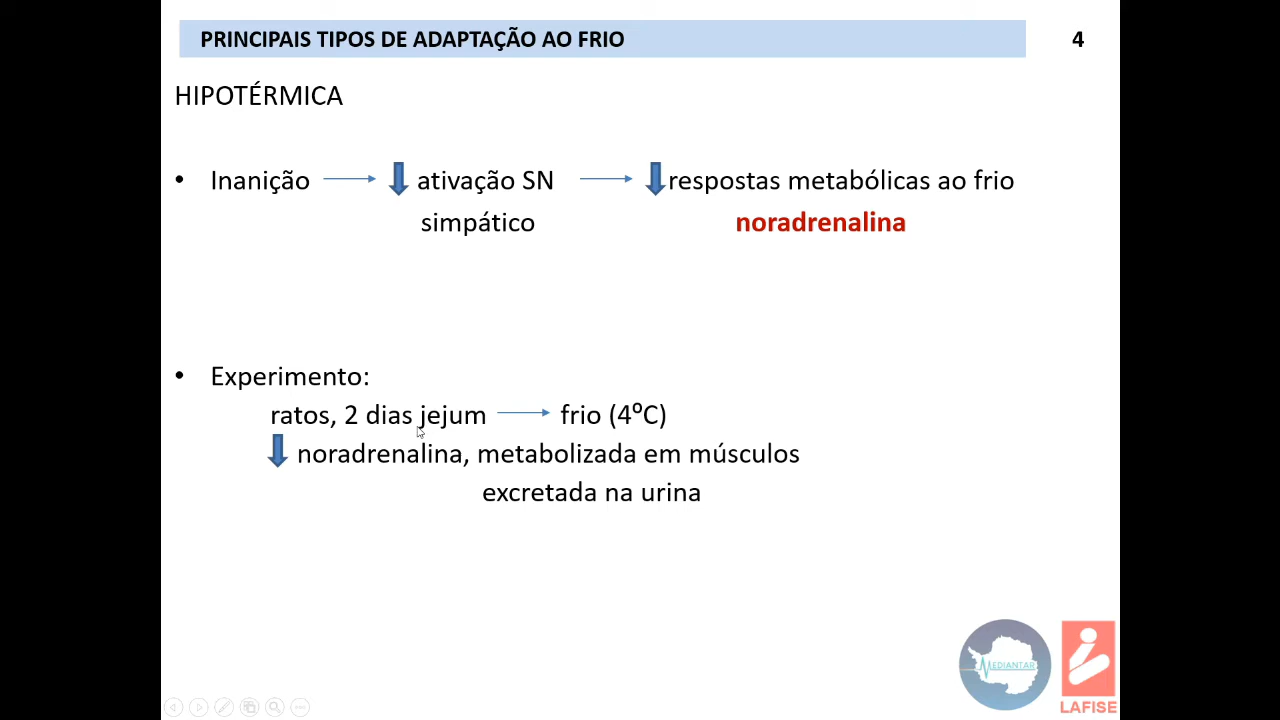 PRINCIPAIS TIPOS DE ADAPTAÇÃO AO FRIO
4
HIPOTÉRMICA
• Inanição ativação SN respostas metabólicas ao frio
simpático noradrenalina
• Experimento:
ratos, 2 dias jejum frio (4ºC)
noradrenalina, metabolizada em músculos
excretada na urina
MEDIANTAR
LAFISE